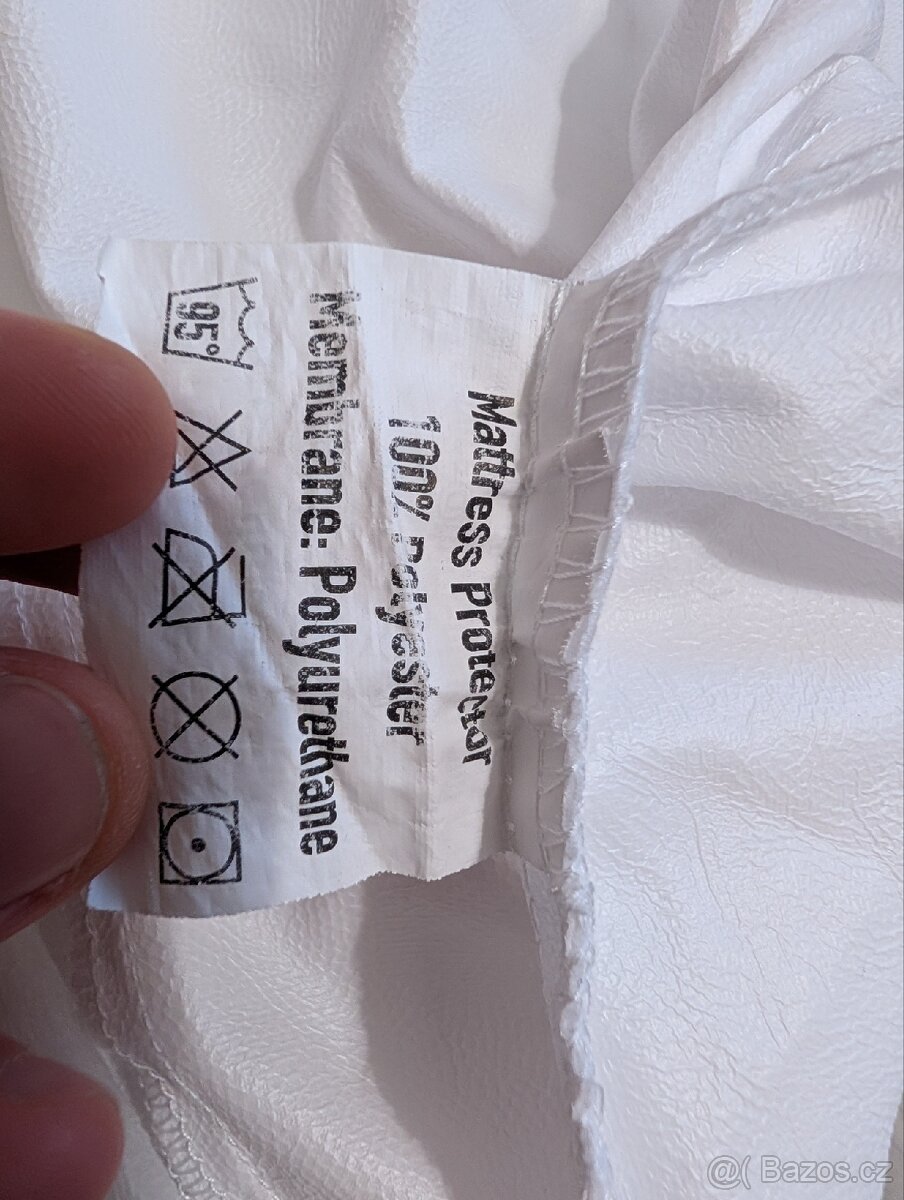 Mattress Protector
100% Polyester
Membrane: Polyurethane
95°
@( Bazos.cz